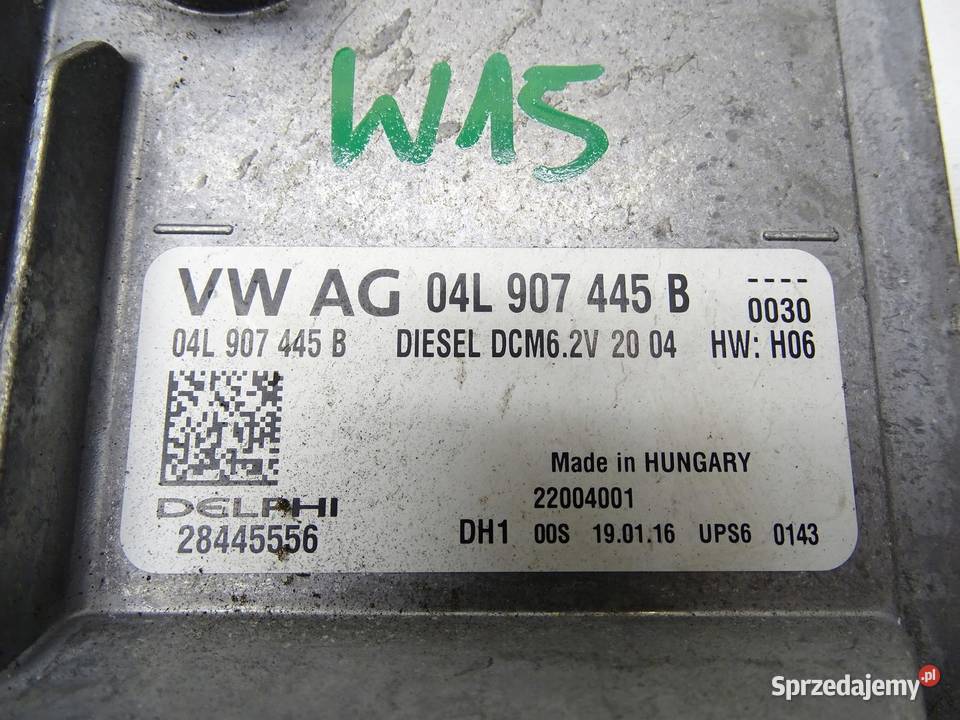 W15
VW AG 04L 907 445 B ----
0030
04L 907 445 B DIESEL DCM6.2V 20 04 HW: H06
Made in HUNGARY
DELPHI 22004001
28445556 DH1 00S 19.01.16 UPS6 0143
Sprzedajemy.pl